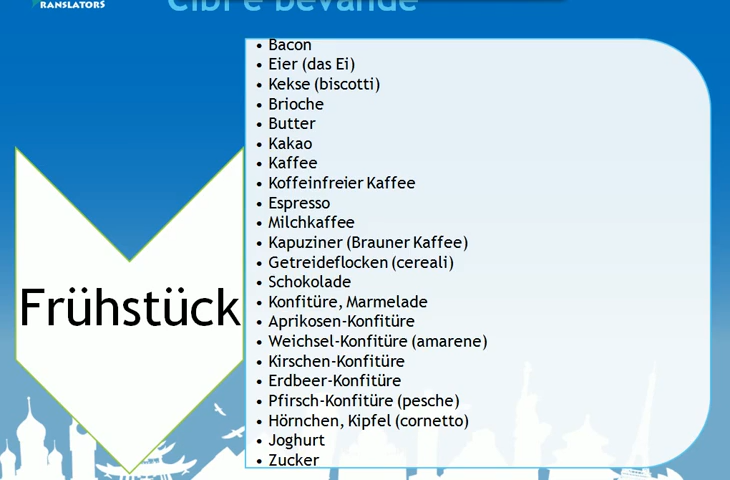 RANSLATORS
Cibi e bevande
• Bacon
• Eier (das Ei)
• Kekse (biscotti)
• Brioche
• Butter
• Kakao
• Kaffee
• Koffeinfreier Kaffee
• Espresso
• Milchkaffee
• Kapuziner (Brauner Kaffee)
• Getreideflocken (cereali)
• Schokolade
• Konfitüre, Marmelade
• Aprikosen-Konfitüre
• Weichsel-Konfitüre (amarene)
• Kirschen-Konfitüre
• Erdbeer-Konfitüre
• Pfirsch-Konfitüre (pesche)
• Hörnchen, Kipfel (cornetto)
• Joghurt
• Zucker
Frühstück